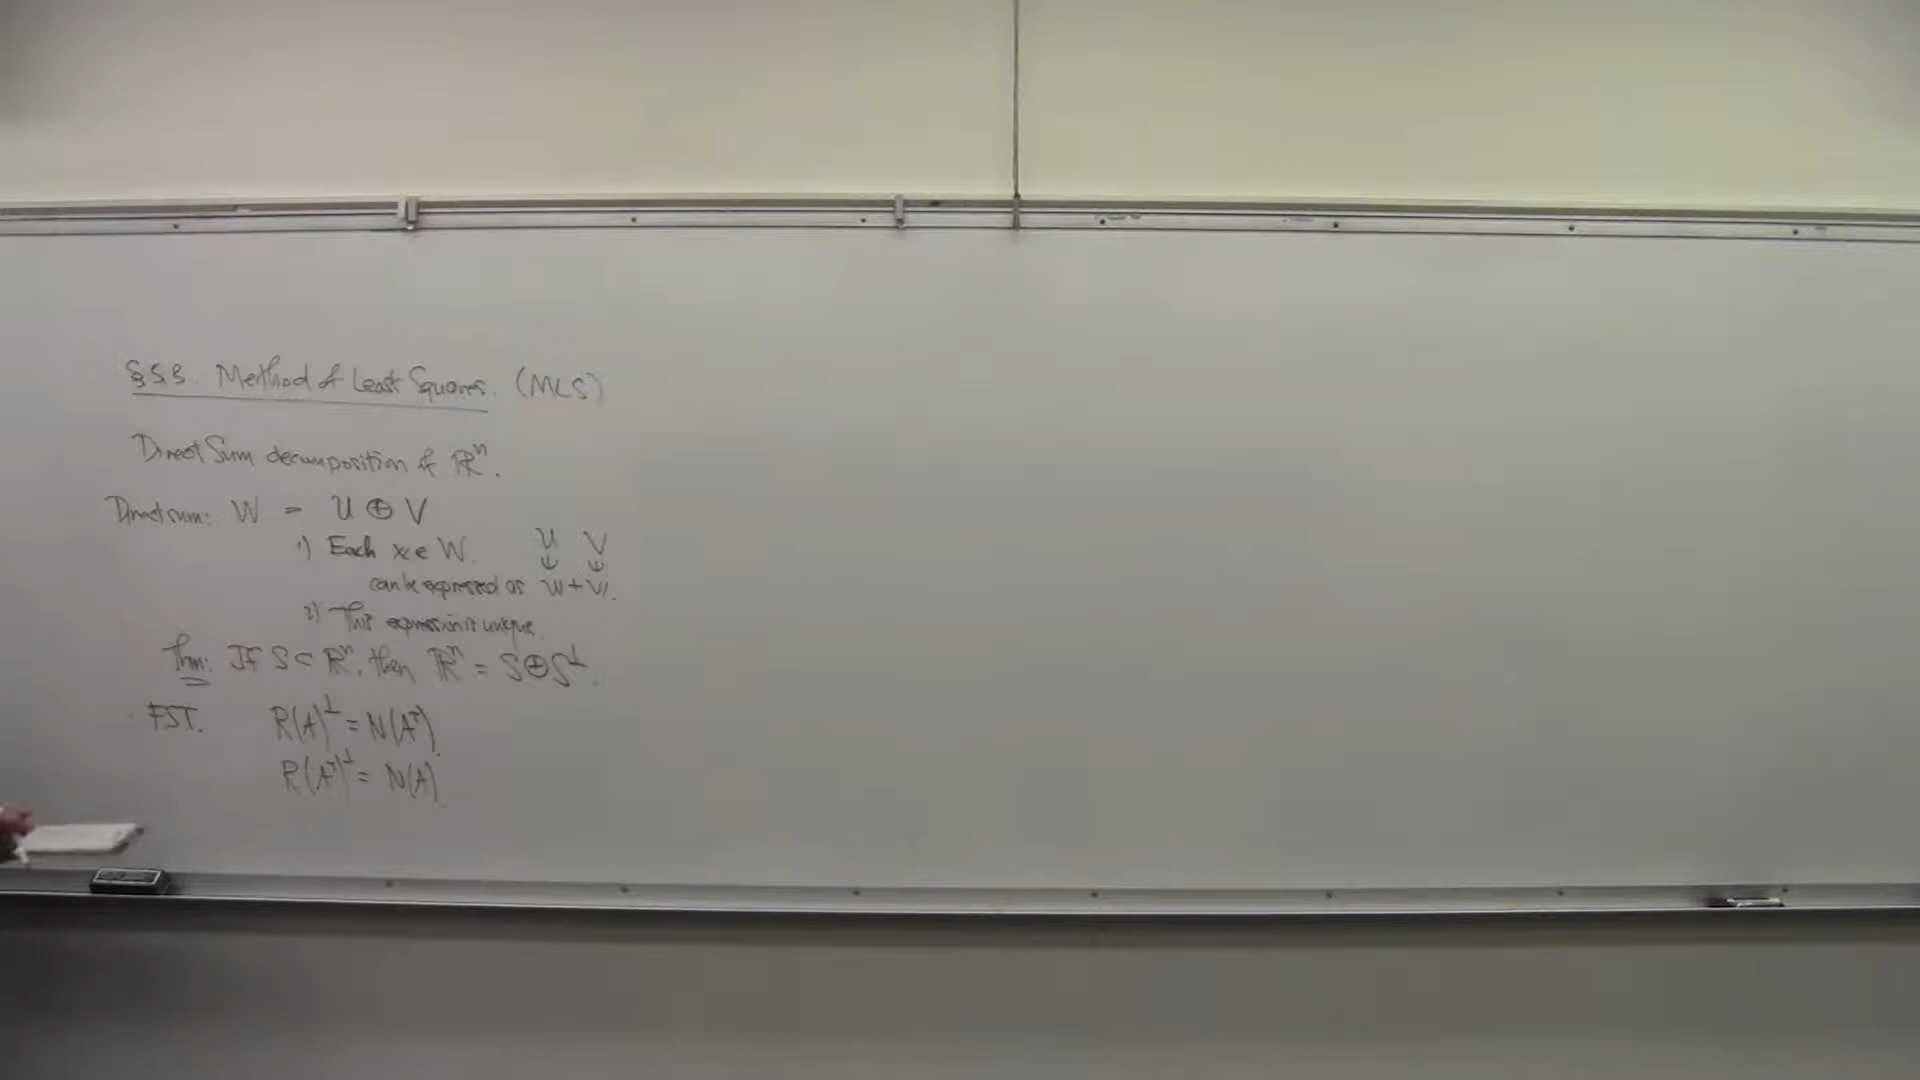 §5.3. Method of Least Squares. (MLS)
Direct Sum decomposition of ℝⁿ.
Direct sum: W = U ⊕ V
1) Each x ∈ W. U V
can be expressed as u + v.
2) This expression is unique.
Thm: If S ⊂ ℝⁿ, then ℝⁿ = S ⊕ S^⊥.
FST. R(A)^⊥ = N(Aᵀ).
R(Aᵀ)^⊥ = N(A).